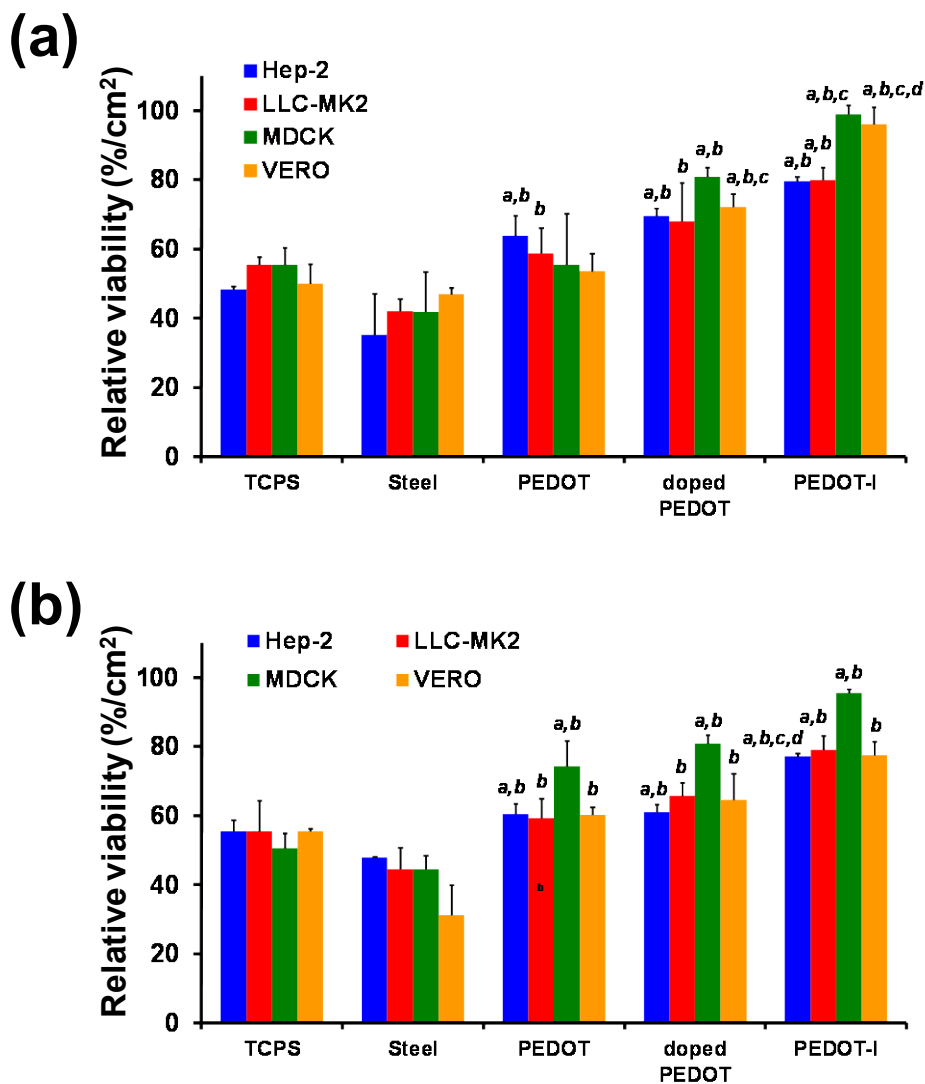 (a)
Relative viability (%/cm²)
Hep-2
LLC-MK2
MDCK
VERO
100
80
60
40
20
0
a,b
b
a,b
b
a,b
a,b,c
a,b
a,b
a,b,c
a,b,c,d
TCPS
Steel
PEDOT
doped
PEDOT
PEDOT-I
(b)
Relative viability (%/cm²)
Hep-2
LLC-MK2
MDCK
VERO
100
80
60
40
20
0
a,b
b
a,b
b
b
a,b
b
a,b
b
a,b,c,d
a,b
a,b
b
TCPS
Steel
PEDOT
doped
PEDOT
PEDOT-I